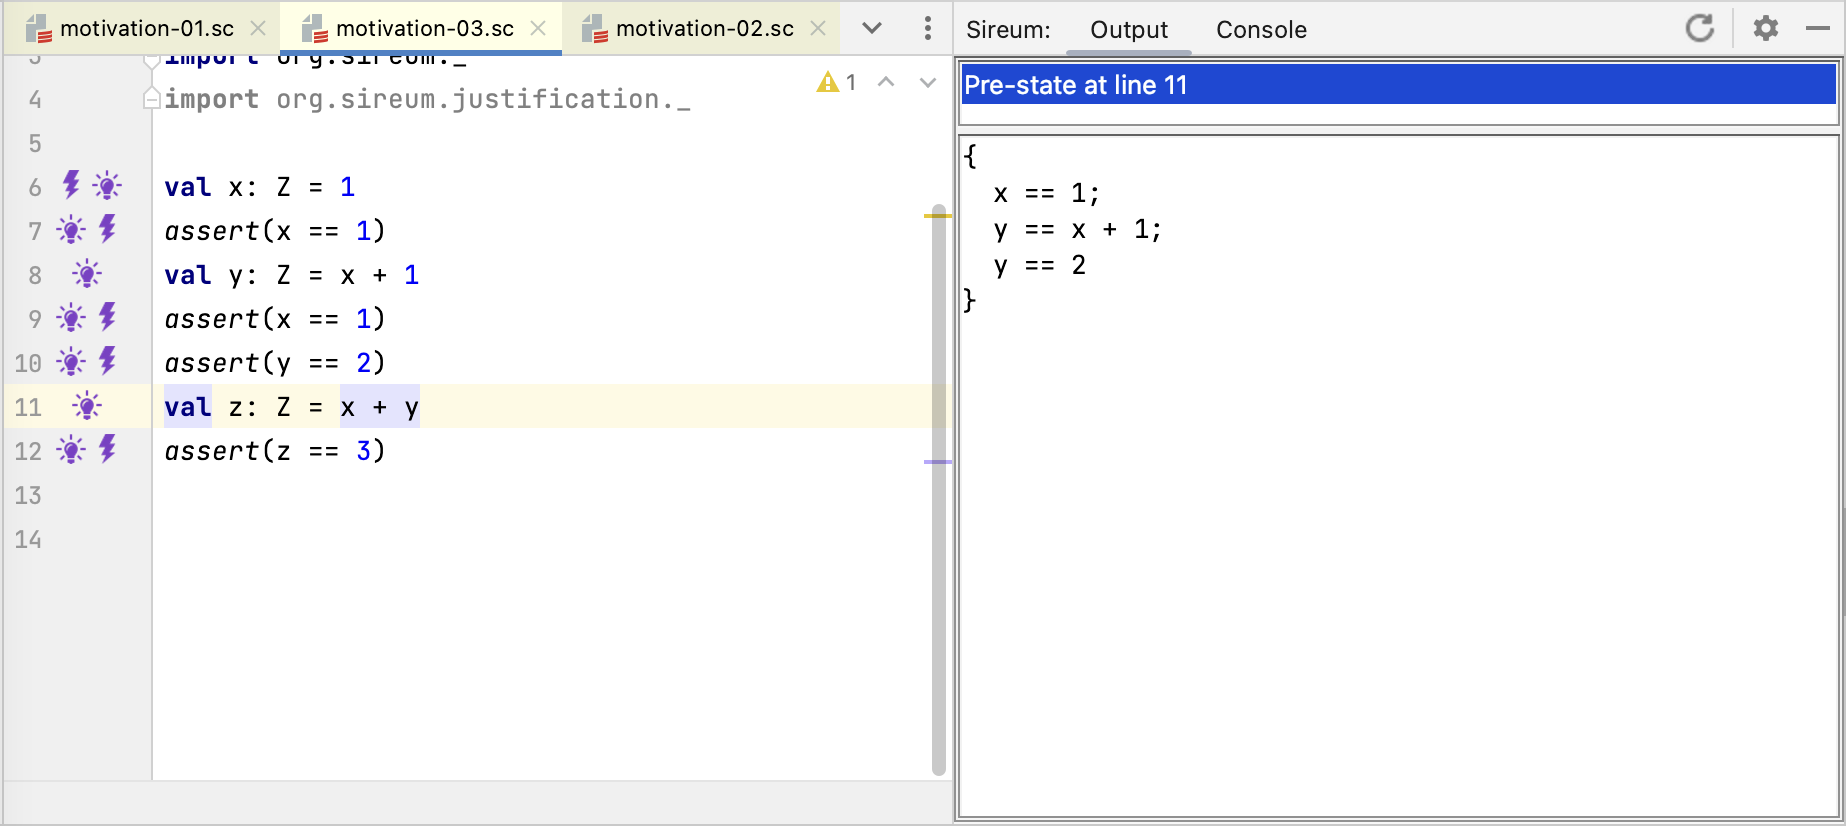 motivation-01.sc motivation-03.sc motivation-02.sc
Sireum: Output Console
3 import org.sireum._
4 import org.sireum.justification._
1
5
6 val x: Z = 1
7 assert(x == 1)
8 val y: Z = x + 1
9 assert(x == 1)
10 assert(y == 2)
11 val z: Z = x + y
12 assert(z == 3)
13
14
Pre-state at line 11
{
x == 1;
y == x + 1;
y == 2
}